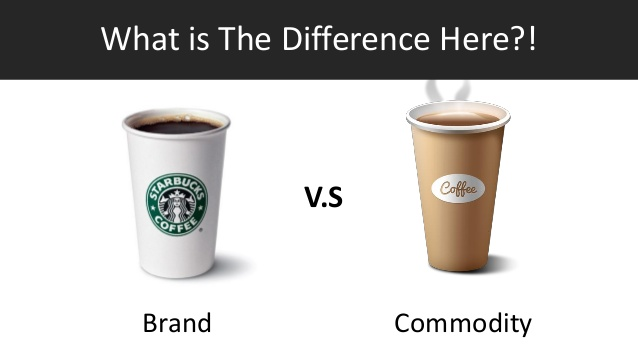 What is The Difference Here?!
STARBUCKS
COFFEE
®
V.S
Coffee
Brand
Commodity